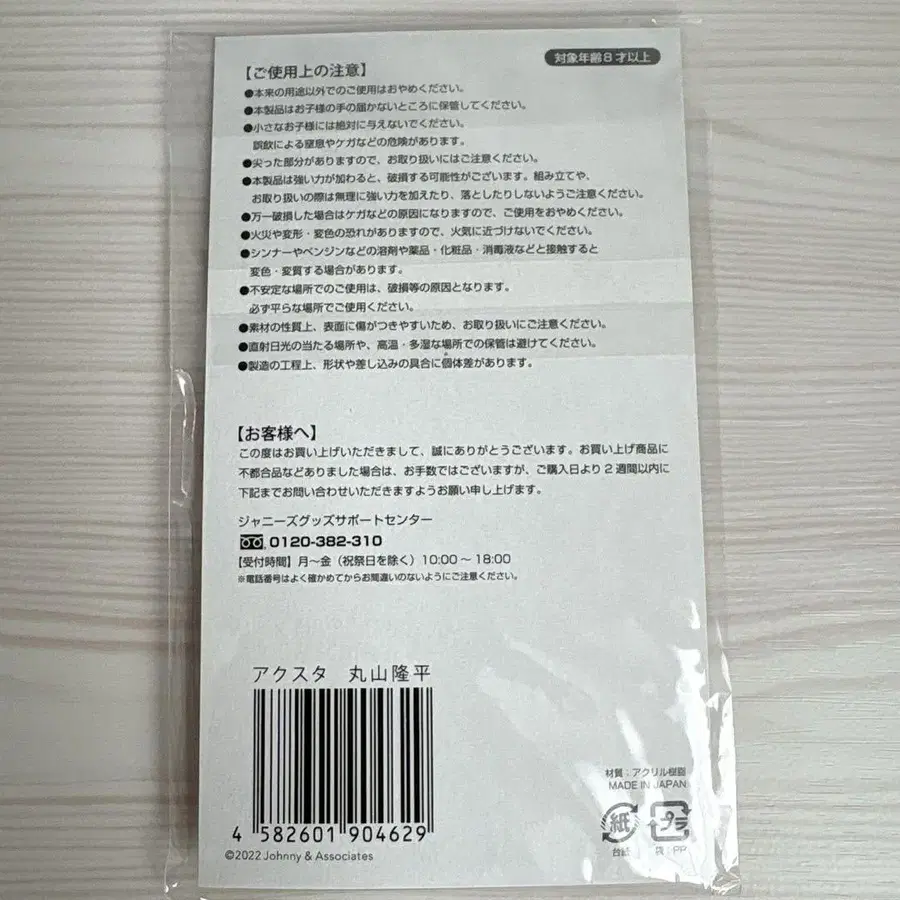 対象年齢8才以上
【ご使用上の注意】
●本来の用途以外でのご使用はおやめください。
●本製品はお子様の手の届かないところに保管してください。
●小さなお子様には絶対に与えないでください。
誤飲による窒息やケガなどの危険があります。
●尖った部分がありますので、お取り扱いにはご注意ください。
●本製品は強い力が加わると、破損する可能性がございます。組み立てや、
お取り扱いの際は無理に強い力を加えたり、落としたりしないようご注意ください。
●万一破損した場合はケガなどの原因になりますので、ご使用をおやめください。
●火災や変形・変色の恐れがありますので、火気に近づけないでください。
●シンナーやベンジンなどの溶剤や薬品・化粧品・消毒液などと接触すると
変色・変質する場合があります。
●不安定な場所でのご使用は、破損等の原因となります。
必ず平らな場所でご使用ください。
●素材の性質上、表面に傷がつきやすいため、お取り扱いにご注意ください。
●直射日光の当たる場所や、高温・多湿な場所での保管は避けてください。
●製造の工程上、形状や差し込みの具合に個体差があります。
【お客様へ】
この度はお買い上げいただきまして、誠にありがとうございます。お買い上げ商品に
不都合品などありました場合は、お手数ではございますが、ご購入日より2週間以内に
下記までお問い合わせいただきますようお願い申し上げます。
ジャニーズグッズサポートセンター
0120-382-310
【受付時間】月〜金（祝祭日を除く）10:00〜18:00
※電話番号はよく確かめてからお間違いのないようにご注意ください。
アクスタ 丸山隆平
4 582601 904629
©2022 Johnny & Associates
材質：アクリル樹脂
MADE IN JAPAN
紙 プラ
台紙 袋：PP